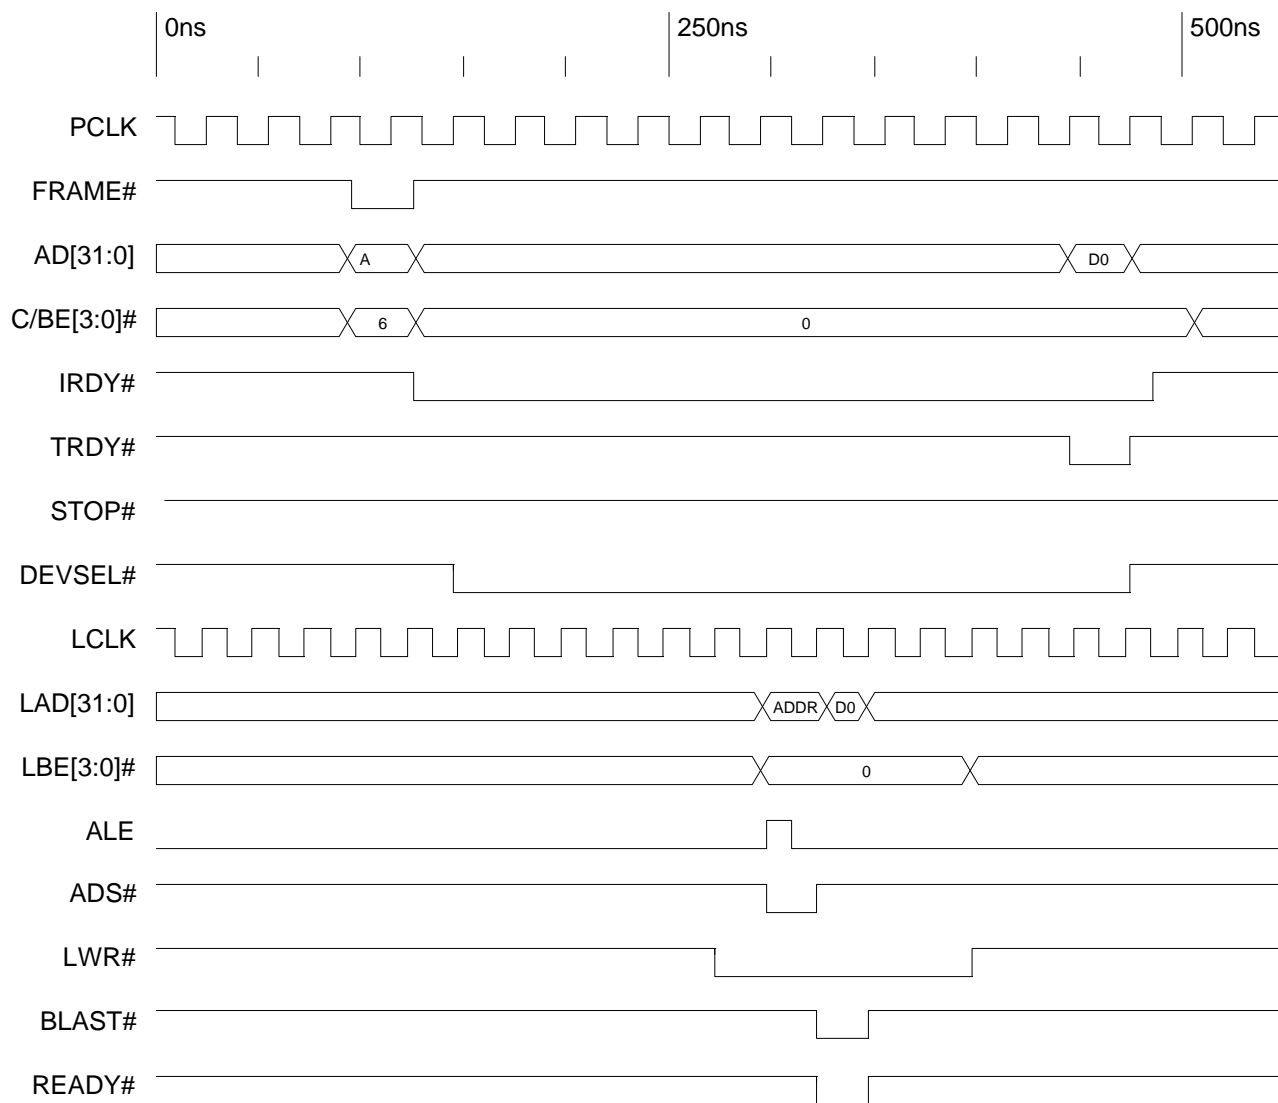 0ns 250ns 500ns
PCLK
FRAME#
AD[31:0] A D0
C/BE[3:0]# 6 0
IRDY#
TRDY#
STOP#
DEVSEL#
LCLK
LAD[31:0] ADDR D0
LBE[3:0]# 0
ALE
ADS#
LWR#
BLAST#
READY#